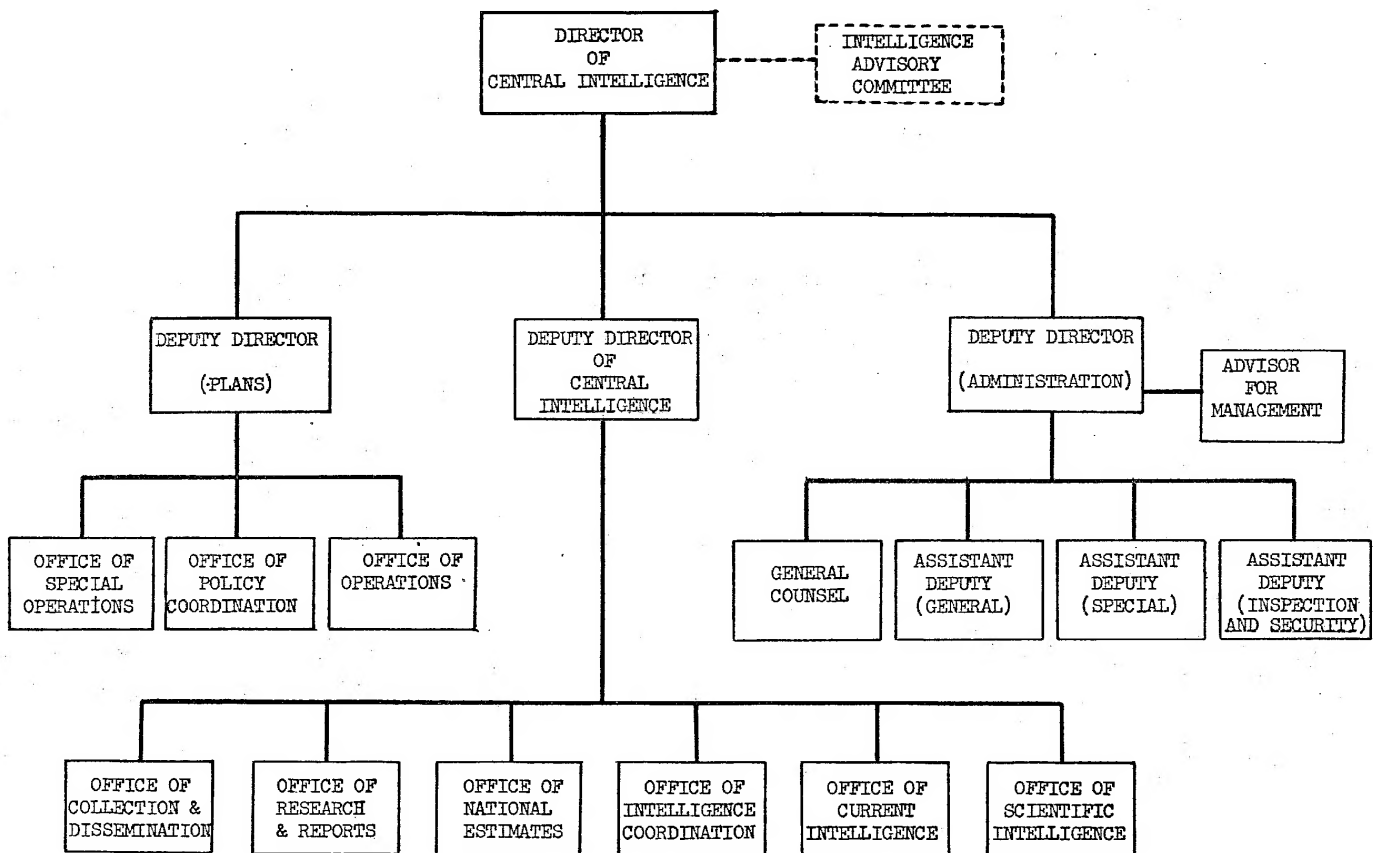 DIRECTOR
OF
CENTRAL INTELLIGENCE
INTELLIGENCE
ADVISORY
COMMITTEE
DEPUTY DIRECTOR
(PLANS)
DEPUTY DIRECTOR
OF
CENTRAL
INTELLIGENCE
DEPUTY DIRECTOR
(ADMINISTRATION)
ADVISOR
FOR
MANAGEMENT
OFFICE OF
SPECIAL
OPERATIONS
OFFICE OF
POLICY
COORDINATION
OFFICE OF
OPERATIONS
GENERAL
COUNSEL
ASSISTANT
DEPUTY
(GENERAL)
ASSISTANT
DEPUTY
(SPECIAL)
ASSISTANT
DEPUTY
(INSPECTION
AND SECURITY)
OFFICE OF
COLLECTION &
DISSEMINATION
OFFICE OF
RESEARCH
& REPORTS
OFFICE OF
NATIONAL
ESTIMATES
OFFICE OF
INTELLIGENCE
COORDINATION
OFFICE OF
CURRENT
INTELLIGENCE
OFFICE OF
SCIENTIFIC
INTELLIGENCE